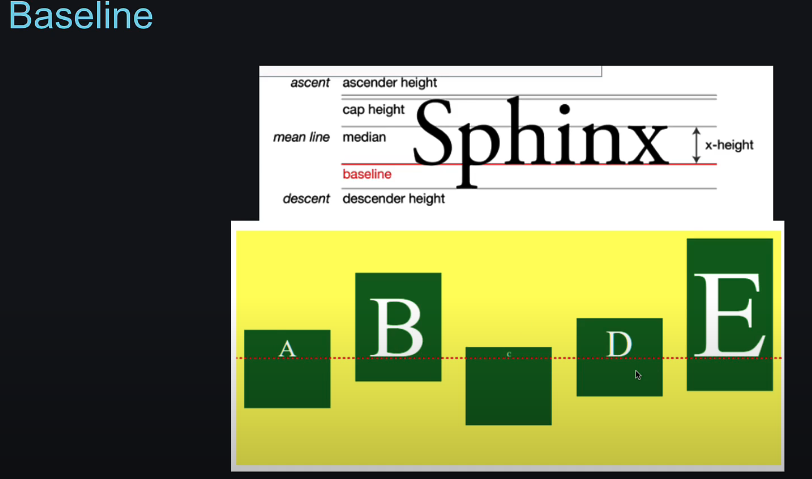 Baseline
ascent ascender height
cap height
Sphinx
mean line median
x-height
baseline
descent descender height
A B c D E